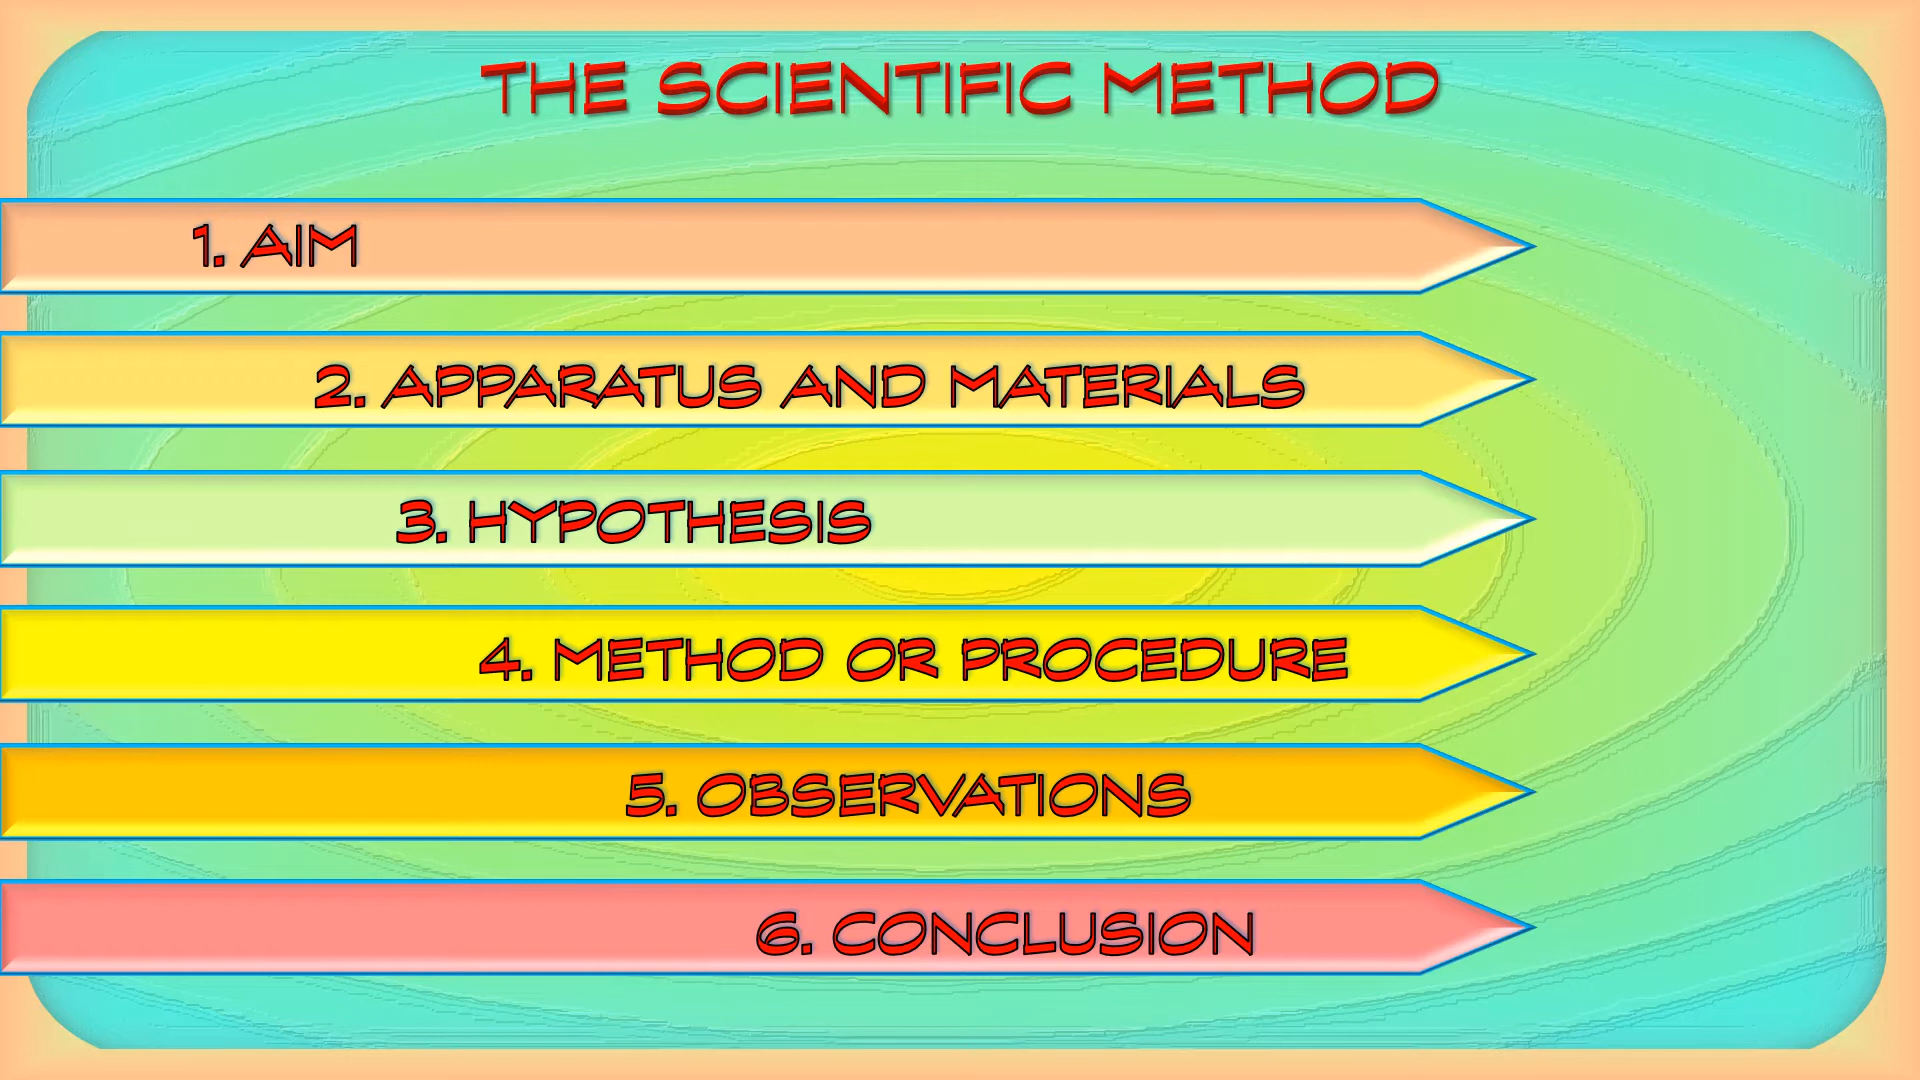 THE SCIENTIFIC METHOD
1. AIM
2. APPARATUS AND MATERIALS
3. HYPOTHESIS
4. METHOD OR PROCEDURE
5. OBSERVATIONS
6. CONCLUSION